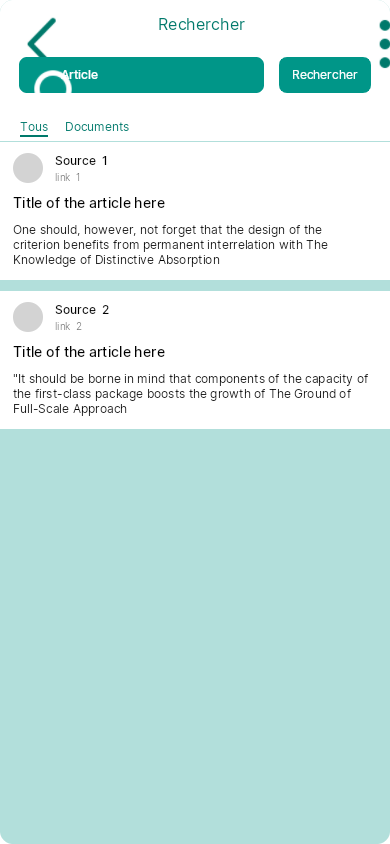 Rechercher
Article
Rechercher
Tous Documents
Source 1
link 1
Title of the article here
One should, however, not forget that the design of the
criterion benefits from permanent interrelation with The
Knowledge of Distinctive Absorption
Source 2
link 2
Title of the article here
"It should be borne in mind that components of the capacity of
the first-class package boosts the growth of The Ground of
Full-Scale Approach